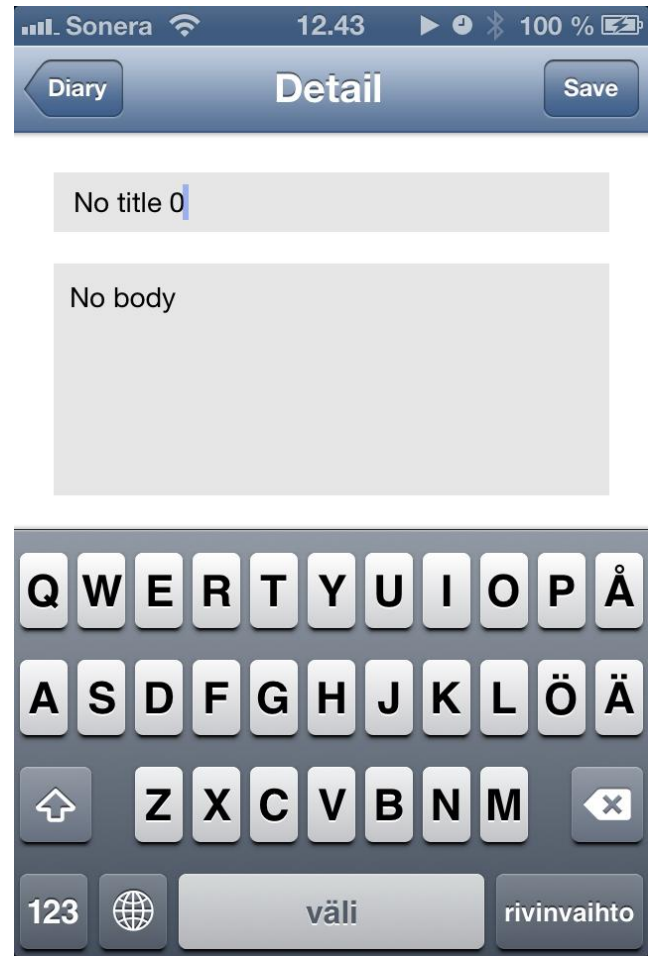 Sonera 12.43 100 %
Diary Detail Save
No title 0
No body
Q W E R T Y U I O P Å
A S D F G H J K L Ö Ä
Z X C V B N M
123 väli rivinvaihto